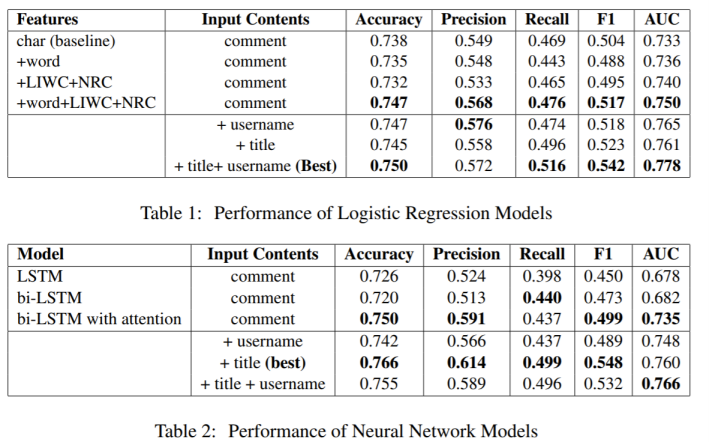 Features Input Contents Accuracy Precision Recall F1 AUC
char (baseline) comment 0.738 0.549 0.469 0.504 0.733
+word comment 0.735 0.548 0.443 0.488 0.736
+LIWC+NRC comment 0.732 0.533 0.465 0.495 0.740
+word+LIWC+NRC comment 0.747 0.568 0.476 0.517 0.750
+ username 0.747 0.576 0.474 0.518 0.765
+ title 0.745 0.558 0.496 0.523 0.761
+ title+ username (Best) 0.750 0.572 0.516 0.542 0.778
Table 1: Performance of Logistic Regression Models
Model Input Contents Accuracy Precision Recall F1 AUC
LSTM comment 0.726 0.524 0.398 0.450 0.678
bi-LSTM comment 0.720 0.513 0.440 0.473 0.682
bi-LSTM with attention comment 0.750 0.591 0.437 0.499 0.735
+ username 0.742 0.566 0.437 0.489 0.748
+ title (best) 0.766 0.614 0.499 0.548 0.760
+ title + username 0.755 0.589 0.496 0.532 0.766
Table 2: Performance of Neural Network Models